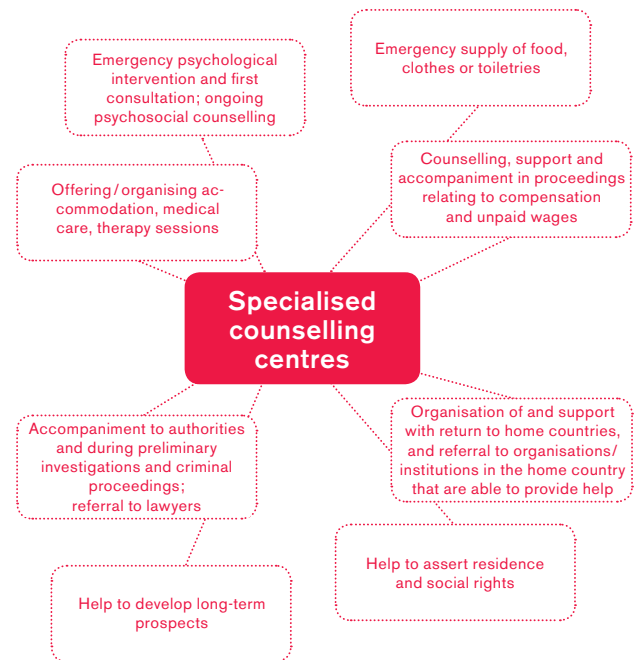 Emergency psychological
intervention and first
consultation; ongoing
psychosocial counselling
Emergency supply of food,
clothes or toiletries
Offering/organising ac-
commodation, medical
care, therapy sessions
Counselling, support and
accompaniment in proceedings
relating to compensation
and unpaid wages
Specialised
counselling
centres
Accompaniment to authorities
and during preliminary
investigations and criminal
proceedings;
referral to lawyers
Organisation of and support
with return to home countries,
and referral to organisations/
institutions in the home country
that are able to provide help
Help to develop long-term
prospects
Help to assert residence
and social rights